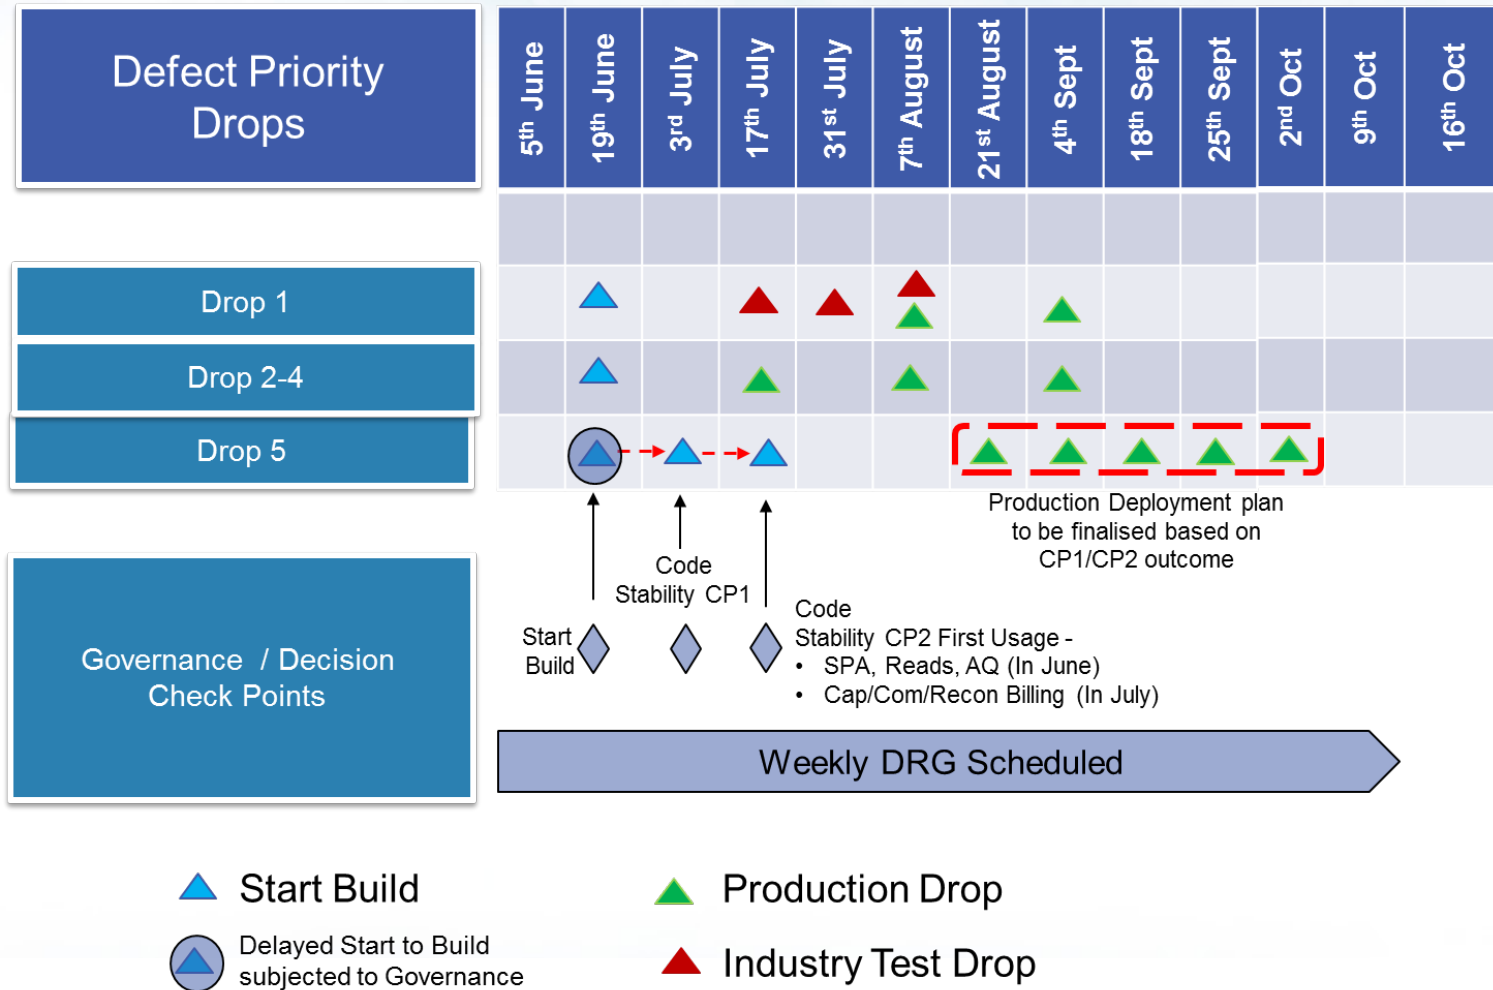 Defect Priority
Drops
5th June
19th June
3rd July
17th July
31st July
7th August
21st August
4th Sept
18th Sept
25th Sept
2nd Oct
9th Oct
16th Oct
Drop 1
Drop 2-4
Drop 5
Production Deployment plan
to be finalised based on
CP1/CP2 outcome
Code
Stability CP1
Start
Build
Code
Stability CP2 First Usage -
• SPA, Reads, AQ (In June)
• Cap/Com/Recon Billing (In July)
Governance / Decision
Check Points
Weekly DRG Scheduled
Start Build
Production Drop
Delayed Start to Build
subjected to Governance
Industry Test Drop